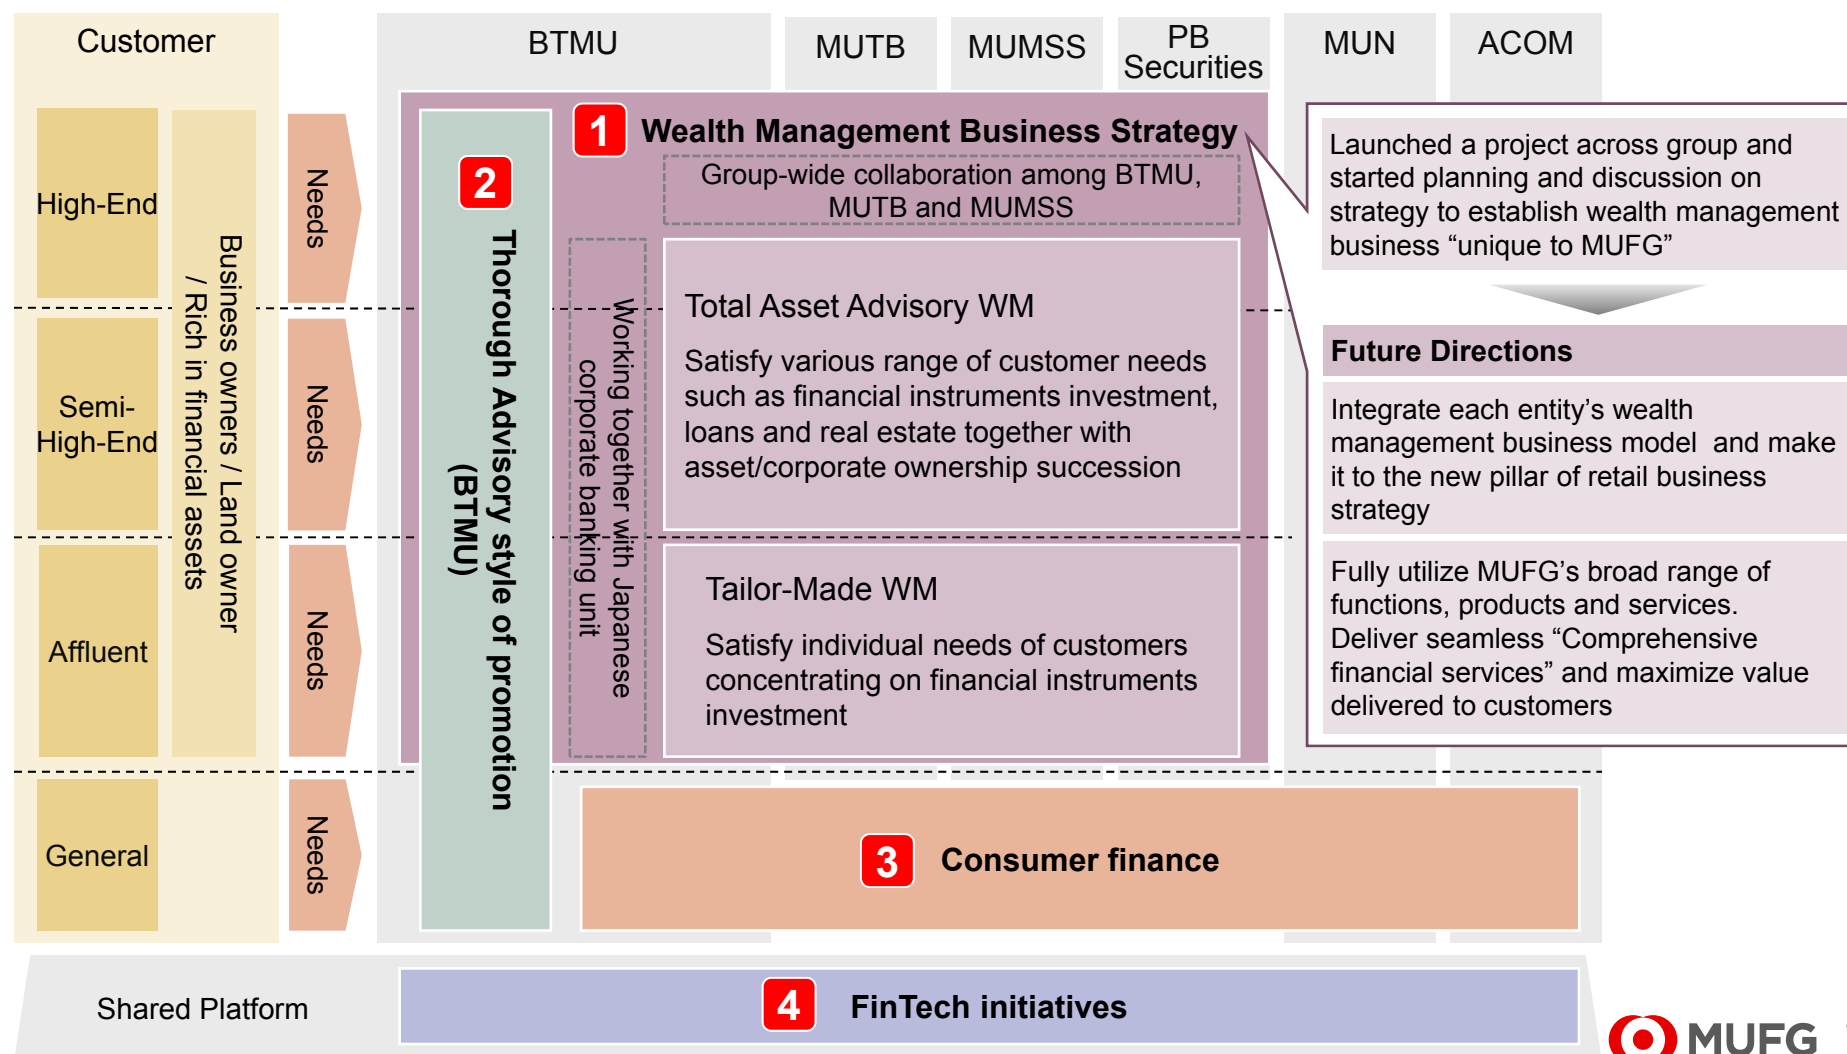 Customer
BTMU
MUTB
MUMSS
PB
Securities
MUN
ACOM
High-End
Semi-
High-End
Affluent
General
Business owners / Land owner
/ Rich in financial assets
Needs
Needs
Needs
Needs
1
Wealth Management Business Strategy
Group-wide collaboration among BTMU,
MUTB and MUMSS
2
Thorough Advisory style of promotion
(BTMU)
Working together with Japanese
corporate banking unit
Total Asset Advisory WM
Satisfy various range of customer needs
such as financial instruments investment,
loans and real estate together with
asset/corporate ownership succession
Tailor-Made WM
Satisfy individual needs of customers
concentrating on financial instruments
investment
Launched a project across group and
started planning and discussion on
strategy to establish wealth management
business “unique to MUFG”
Future Directions
Integrate each entity’s wealth
management business model  and make
it to the new pillar of retail business
strategy
Fully utilize MUFG’s broad range of
functions, products and services.
Deliver seamless “Comprehensive
financial services” and maximize value
delivered to customers
3
Consumer finance
Shared Platform
4
FinTech initiatives
MUFG